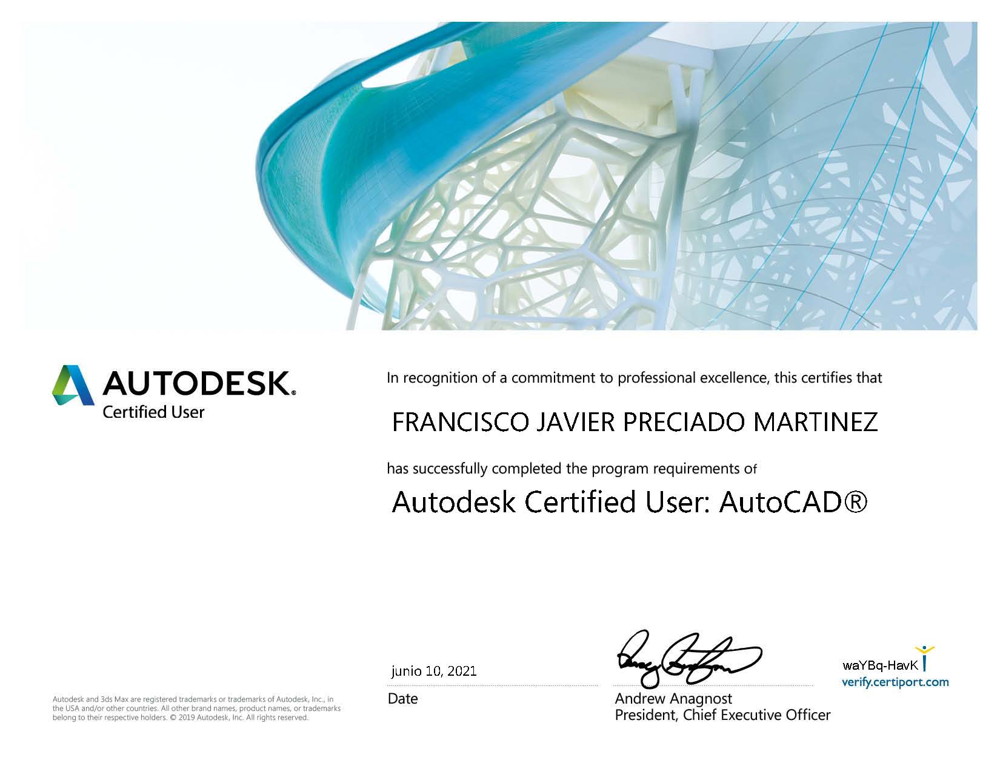 AUTODESK®
Certified User
In recognition of a commitment to professional excellence, this certifies that
FRANCISCO JAVIER PRECIADO MARTINEZ
has successfully completed the program requirements of
Autodesk Certified User: AutoCAD®
junio 10, 2021
Date
Andrew Anagnost
President, Chief Executive Officer
waYBq-HavK
verify.certiport.com
Autodesk and 3ds Max are registered trademarks or trademarks of Autodesk, Inc., in
the USA and/or other countries. All other brand names, product names, or trademarks
belong to their respective holders. © 2019 Autodesk, Inc. All rights reserved.